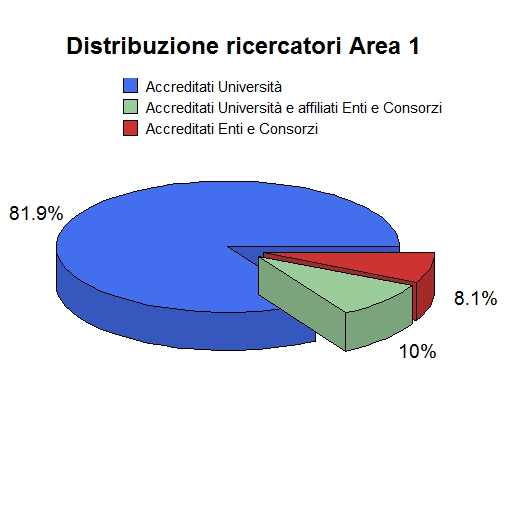 Distribuzione ricercatori Area 1
Accreditati Università
Accreditati Università e affiliati Enti e Consorzi
Accreditati Enti e Consorzi
81.9%
8.1%
10%